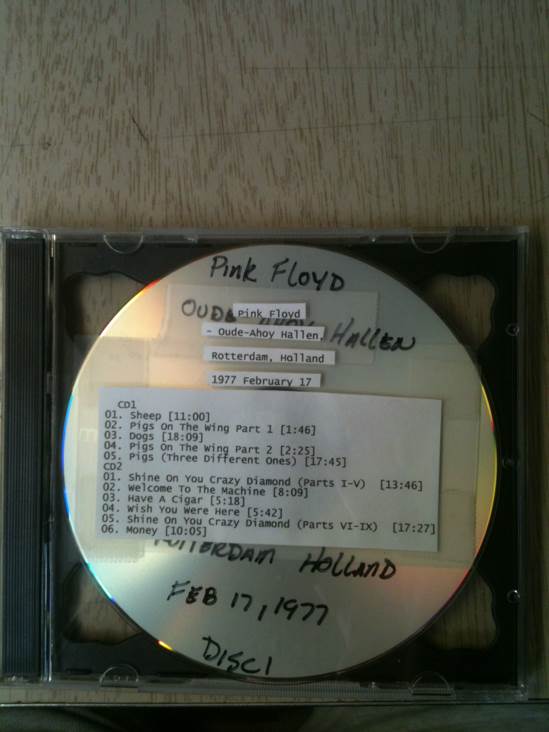 Pink Floyd
Oude Ahoy Hallen
Pink Floyd
- Oude-Ahoy Hallen,
Rotterdam, Holland
1977 February 17
CD1
01. Sheep [11:00]
02. Pigs On The Wing Part 1 [1:46]
03. Dogs [18:09]
04. Pigs On The Wing Part 2 [2:25]
05. Pigs (Three Different Ones) [17:45]
CD2
01. Shine On You Crazy Diamond (Parts I-V) [13:46]
02. Welcome To The Machine [8:09]
03. Have A Cigar [5:18]
04. Wish You Were Here [5:42]
05. Shine On You Crazy Diamond (Parts VI-IX) [17:27]
06. Money [10:05]
Rotterdam Holland
FEB 17, 1977
DISC 1